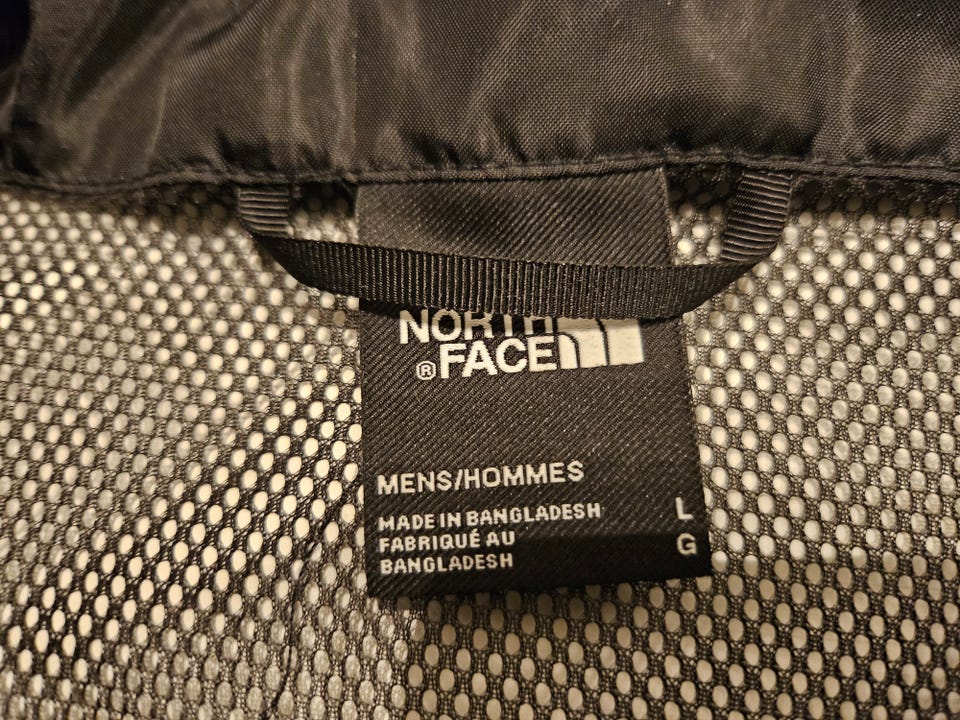 NORTH
®FACE
MENS/HOMMES
MADE IN BANGLADESH
FABRIQUÉ AU
BANGLADESH
L
G